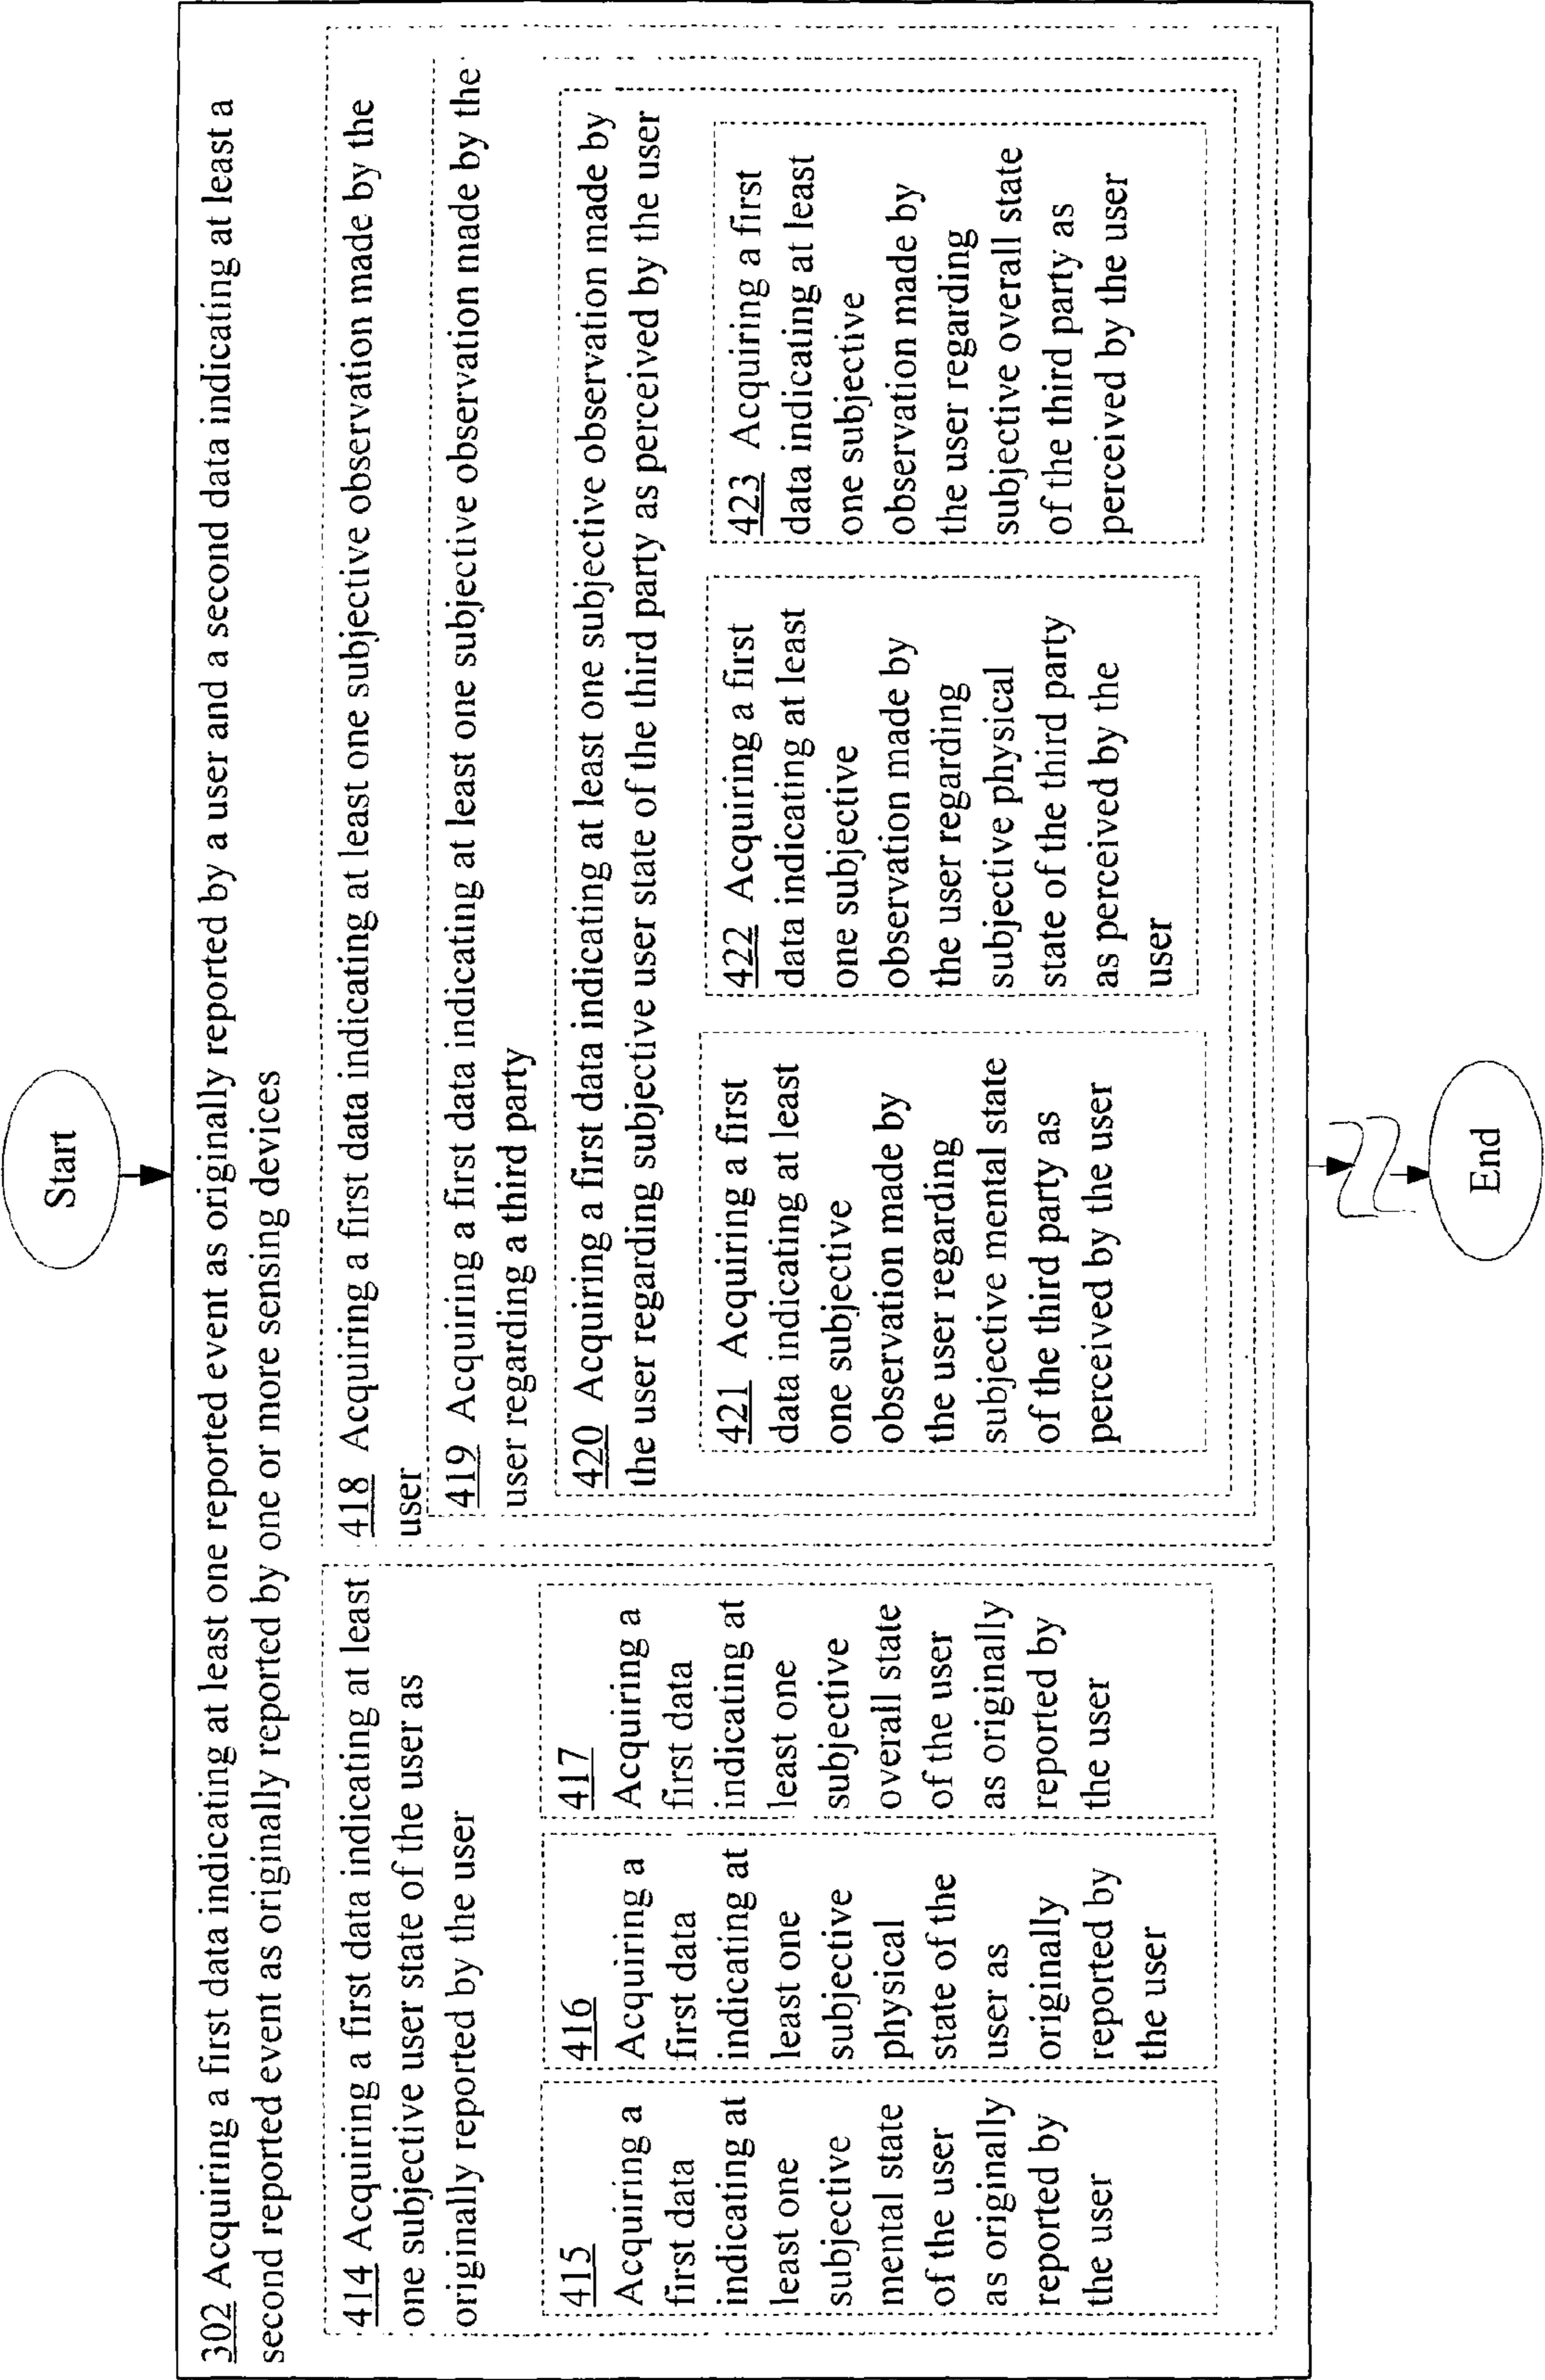 Start
302 Acquiring a first data indicating at least one reported event as originally reported by a user and a second data indicating at least a
second reported event as originally reported by one or more sensing devices
414 Acquiring a first data indicating at least
one subjective user state of the user as
originally reported by the user
415
Acquiring a
first data
indicating at
least one
subjective
mental state
of the user
as originally
reported by
the user
416
Acquiring a
first data
indicating at
least one
subjective
physical
state of the
user as
originally
reported by
the user
417
Acquiring a
first data
indicating at
least one
subjective
overall state
of the user
as originally
reported by
the user
418 Acquiring a first data indicating at least one subjective observation made by the
user
419 Acquiring a first data indicating at least one subjective observation made by the
user regarding a third party
420 Acquiring a first data indicating at least one subjective observation made by
the user regarding subjective user state of the third party as perceived by the user
421 Acquiring a first
data indicating at least
one subjective
observation made by
the user regarding
subjective mental state
of the third party as
perceived by the user
422 Acquiring a first
data indicating at least
one subjective
observation made by
the user regarding
subjective physical
state of the third party
as perceived by the
user
423 Acquiring a first
data indicating at least
one subjective
observation made by
the user regarding
subjective overall state
of the third party as
perceived by the user
End